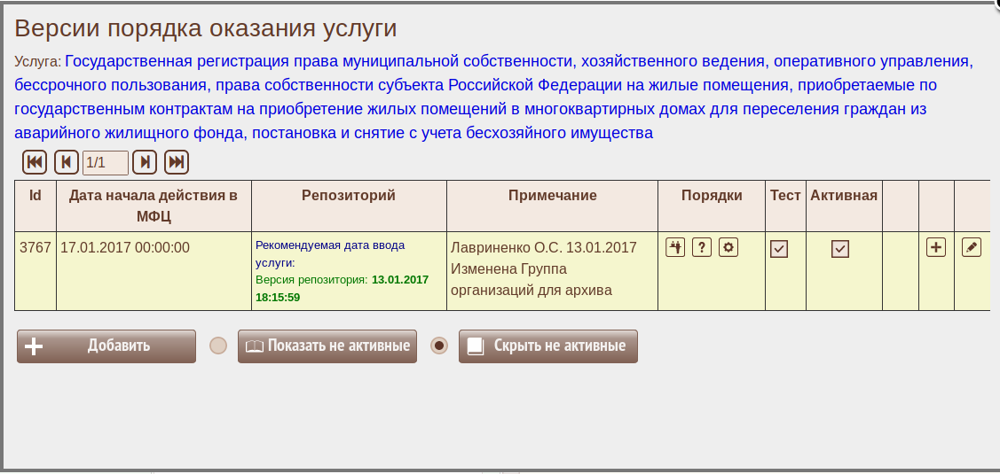 Версии порядка оказания услуги
Услуга: Государственная регистрация права муниципальной собственности, хозяйственного ведения, оперативного управления,
бессрочного пользования, права собственности субъекта Российской Федерации на жилые помещения, приобретаемые по
государственным контрактам на приобретение жилых помещений в многоквартирных домах для переселения граждан из
аварийного жилищного фонда, постановка и снятие с учета бесхозяйного имущества
1/1
Id
Дата начала действия в
МФЦ
Репозиторий
Примечание
Порядки
Тест
Активная
3767
17.01.2017 00:00:00
Рекомендуемая дата ввода
услуги:
Версия репозитория: 13.01.2017
18:15:59
Лавриненко О.С. 13.01.2017
Изменена Группа
организаций для архива
Добавить
Показать не активные
Скрыть не активные